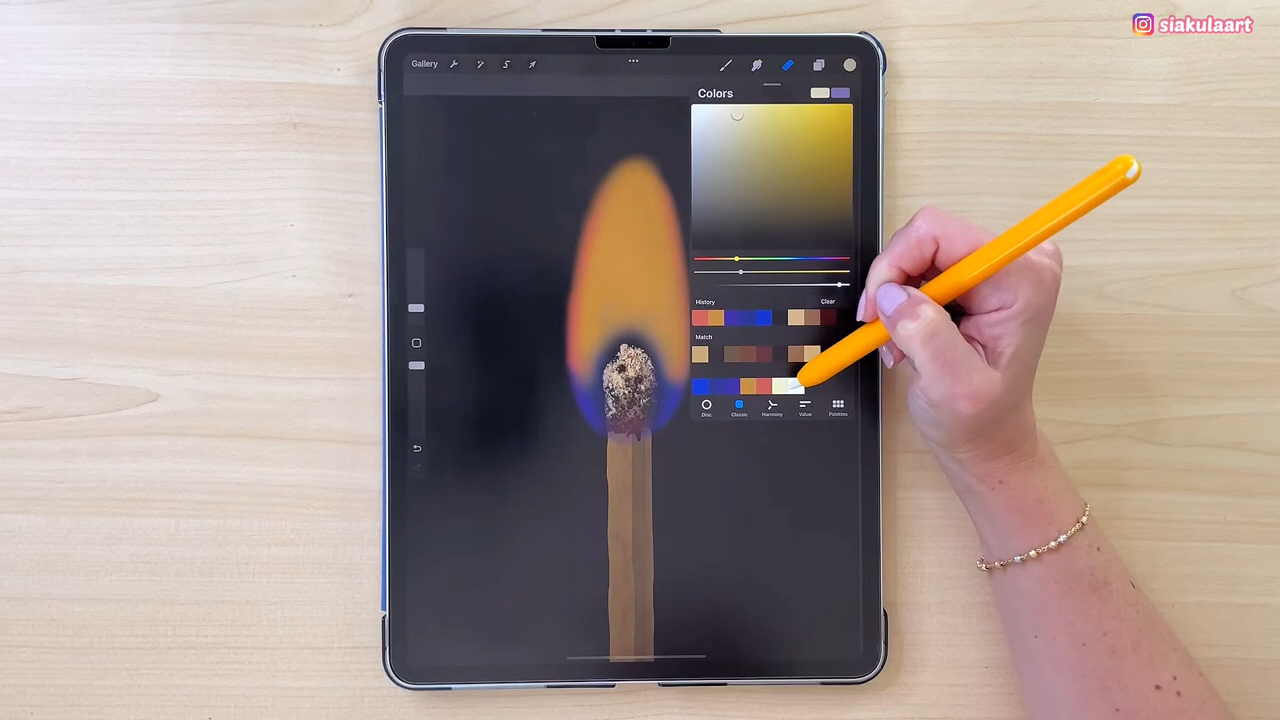 siakulaart
Gallery
Colors
History
Clear
Match
Disc
Classic
Harmony
Value
Palettes